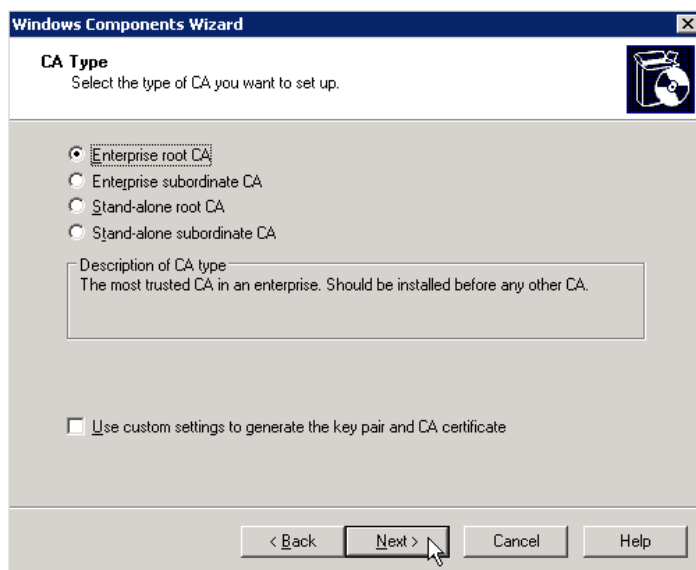 Windows Components Wizard
CA Type
Select the type of CA you want to set up.
Enterprise root CA
Enterprise subordinate CA
Stand-alone root CA
Stand-alone subordinate CA
Description of CA type
The most trusted CA in an enterprise. Should be installed before any other CA.
Use custom settings to generate the key pair and CA certificate
< Back Next > Cancel Help